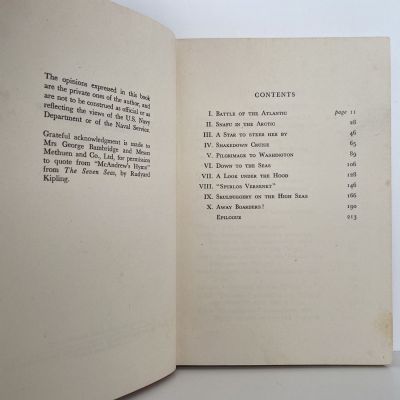 The opinions expressed in this book
are the private ones of the author, and
are not to be construed as official or as
reflecting the views of the U.S. Navy
Department or of the Naval Service.
Grateful acknowledgment is made to
Mrs George Bambridge and Messrs
Methuen and Co., Ltd, for permission
to quote from "McAndrew's Hymn"
from The Seven Seas, by Rudyard
Kipling.
CONTENTS
I. Battle of the Atlantic page 11
II. Snafu in the Arctic 28
III. A Star to steer her by 46
IV. Shakedown Cruise 65
V. Pilgrimage to Washington 89
VI. Down to the Seas 106
VII. A Look under the Hood 128
VIII. "Spurlos Versenkt" 146
IX. Skulduggery on the High Seas 166
X. Away Boarders! 190
Epilogue 213